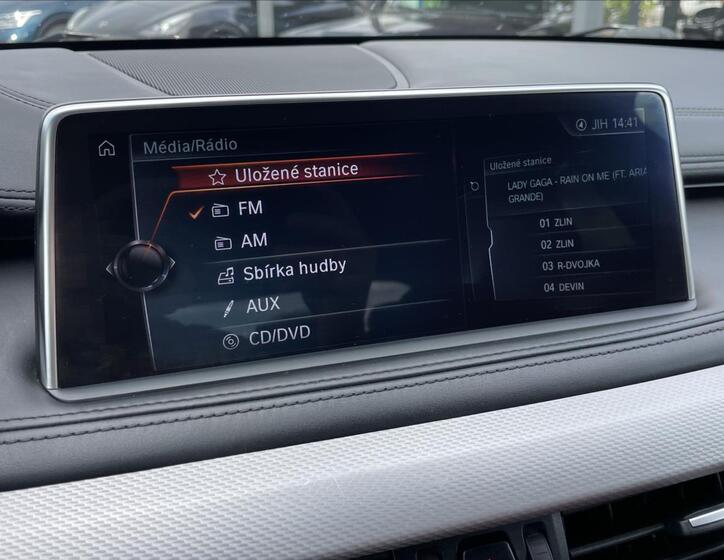 Média/Rádio
JIH 14:41
Uložené stanice
FM
AM
Sbírka hudby
AUX
CD/DVD
Uložené stanice
LADY GAGA - RAIN ON ME (FT. ARIA
GRANDE)
01 ZLIN
02 ZLIN
03 R-DVOJKA
04 DEVIN